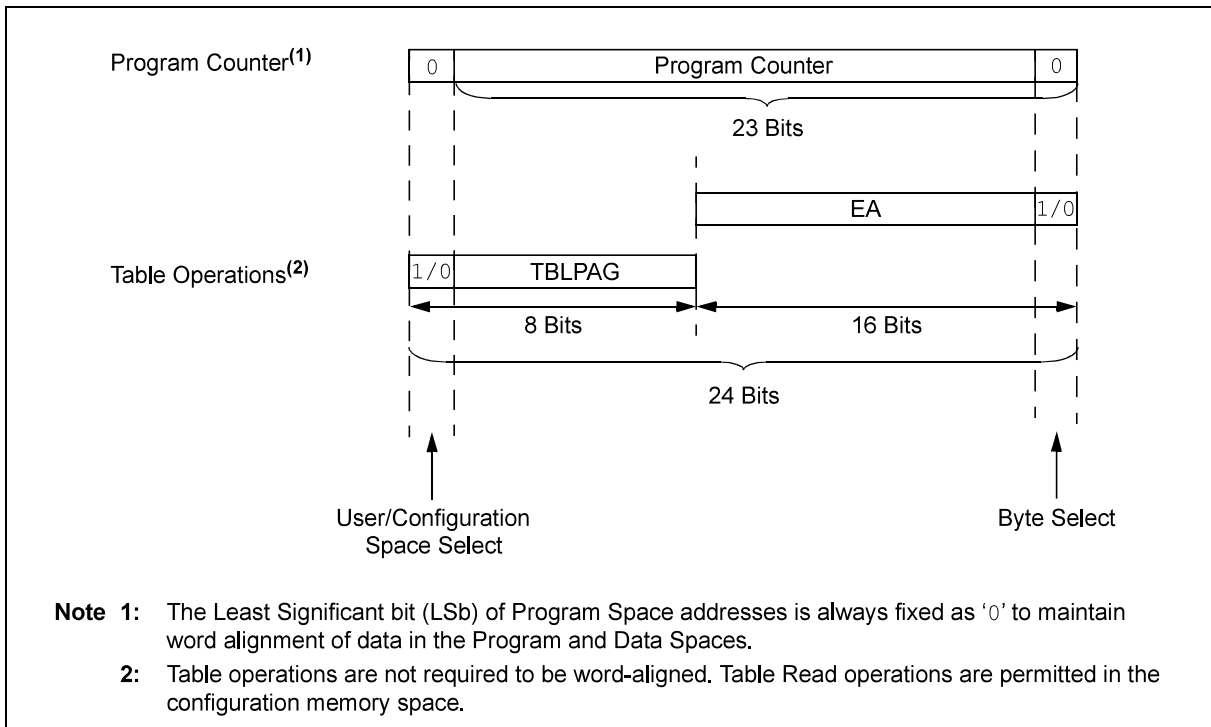 Program Counter(1)
0 Program Counter 0
23 Bits
EA 1/0
Table Operations(2)
1/0 TBLPAG
8 Bits 16 Bits
24 Bits
User/Configuration
Space Select
Byte Select
Note 1: The Least Significant bit (LSb) of Program Space addresses is always fixed as ‘0’ to maintain
word alignment of data in the Program and Data Spaces.
2: Table operations are not required to be word-aligned. Table Read operations are permitted in the
configuration memory space.